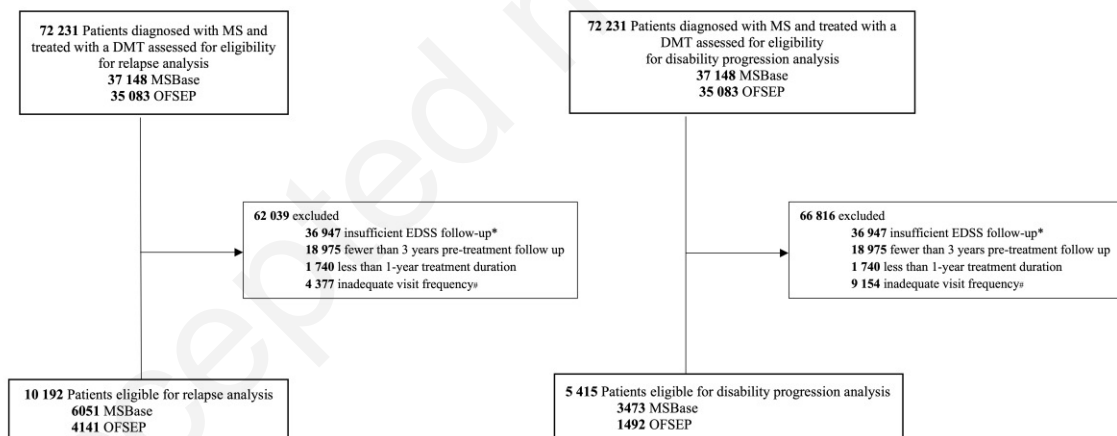 72 231 Patients diagnosed with MS and
treated with a DMT assessed for eligibility
for relapse analysis
37 148 MSBase
35 083 OFSEP
62 039 excluded
36 947 insufficient EDSS follow-up*
18 975 fewer than 3 years pre-treatment follow up
1 740 less than 1-year treatment duration
4 377 inadequate visit frequency#
10 192 Patients eligible for relapse analysis
6051 MSBase
4141 OFSEP
72 231 Patients diagnosed with MS and treated with a
DMT assessed for eligibility
for disability progression analysis
37 148 MSBase
35 083 OFSEP
66 816 excluded
36 947 insufficient EDSS follow-up*
18 975 fewer than 3 years pre-treatment follow up
1 740 less than 1-year treatment duration
9 154 inadequate visit frequency#
5 415 Patients eligible for disability progression analysis
3473 MSBase
1492 OFSEP